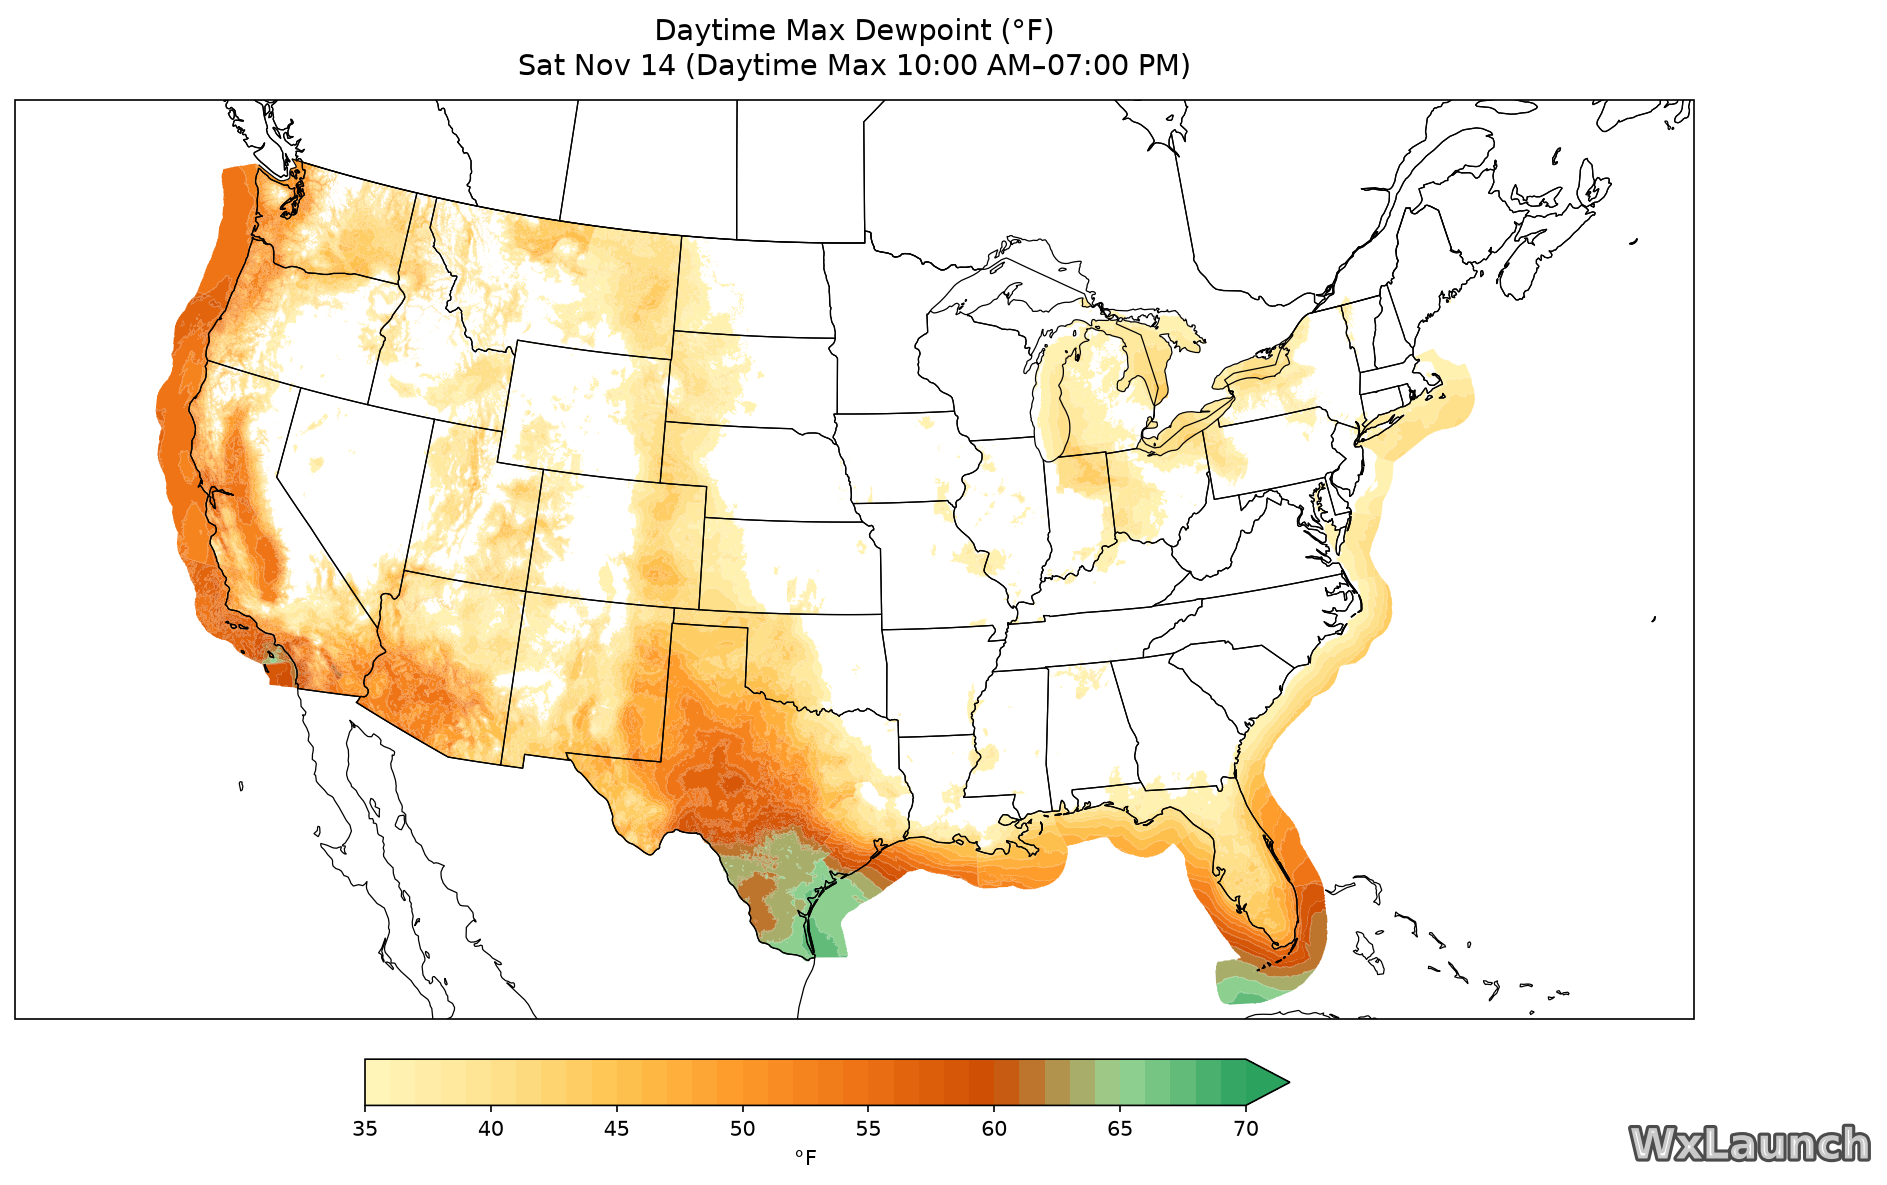 Daytime Max Dewpoint (°F)
Sat Nov 14 (Daytime Max 10:00 AM–07:00 PM)
35 40 45 50 55 60 65 70
°F
WxLaunch